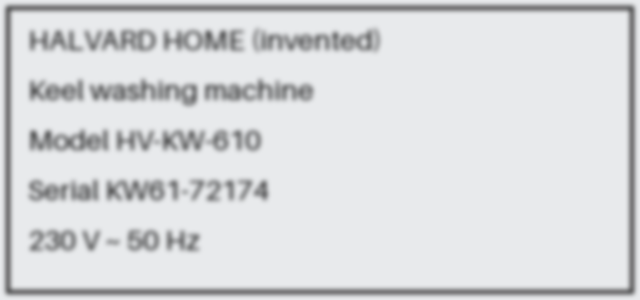 HALVARD HOME (invented)
Keel washing machine
Model HV-KW-610
Serial KW61-72174
230 V ~ 50 Hz